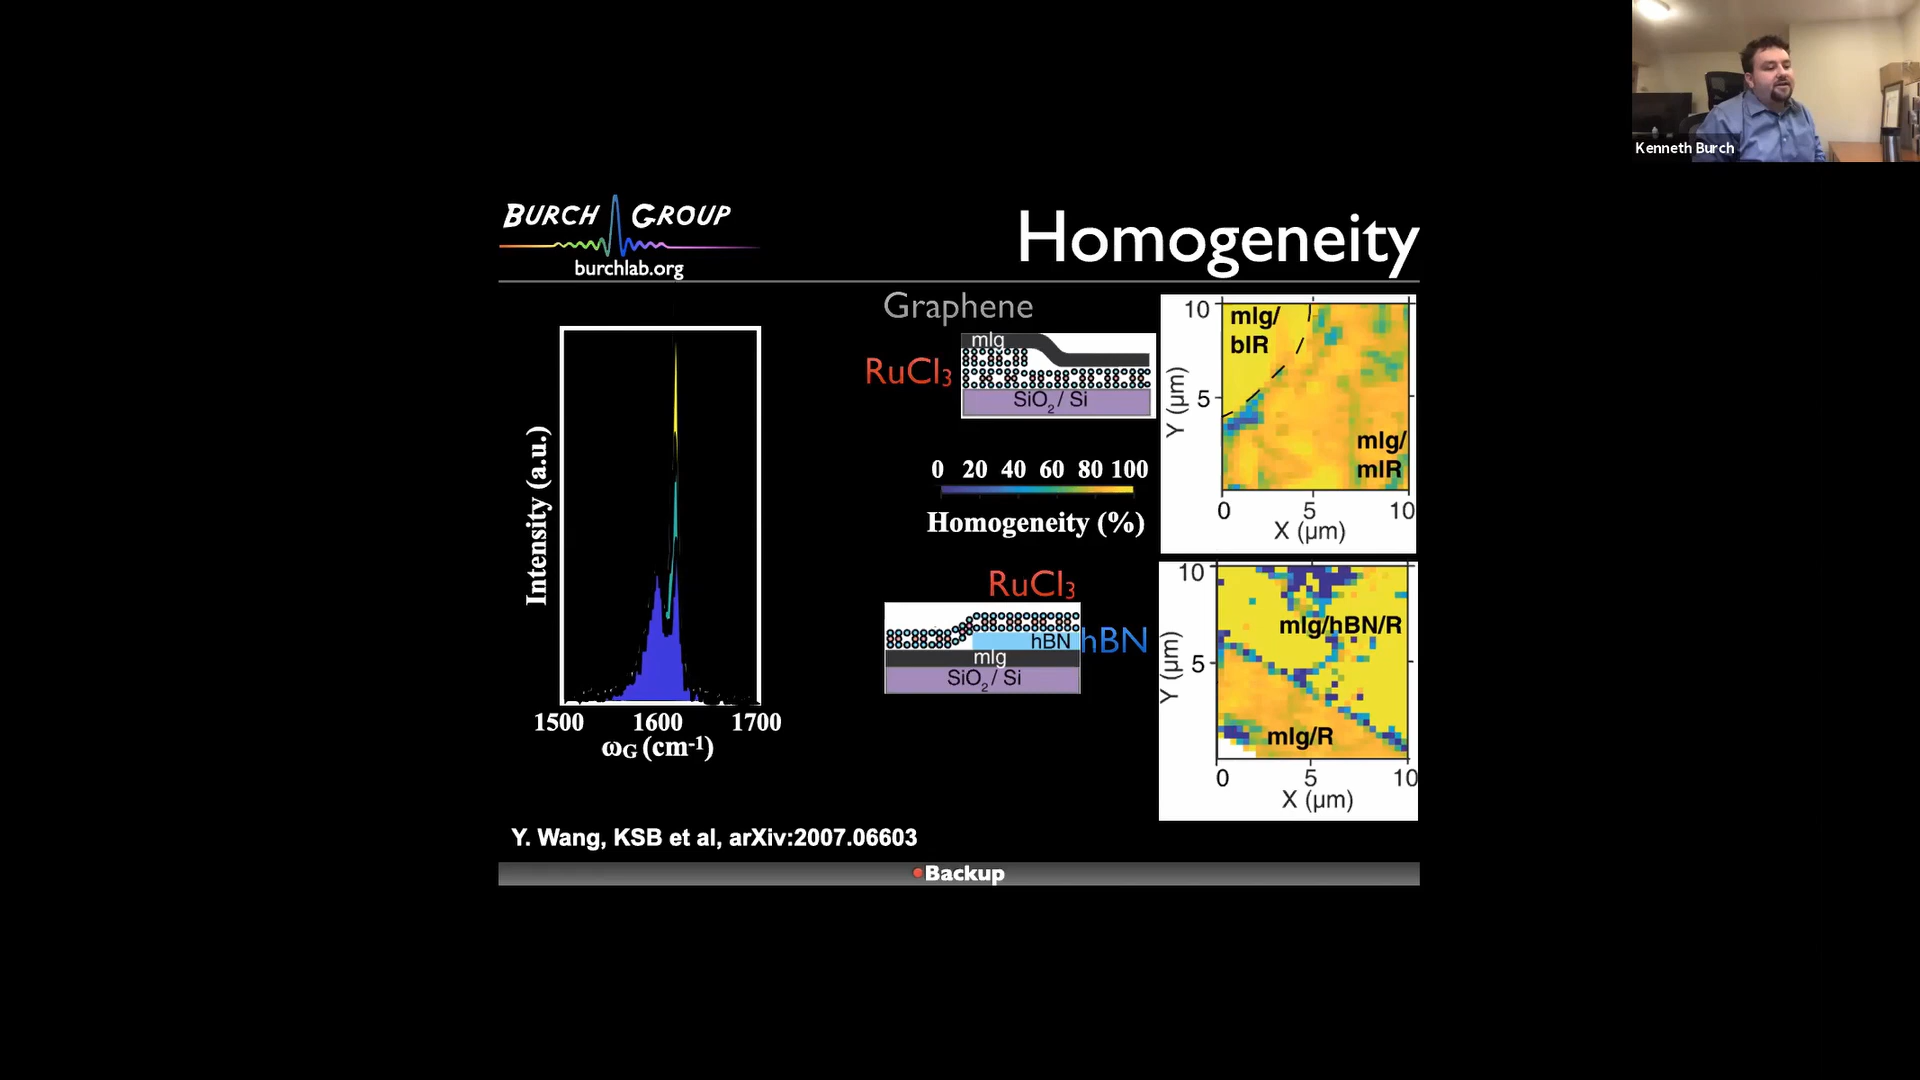 Kenneth Burch
BURCH GROUP
burchlab.org
Homogeneity
Intensity (a.u.)
1500 1600 1700
ωG (cm-1)
Graphene
mlg
RuCl3
SiO2 / Si
0 20 40 60 80 100
Homogeneity (%)
RuCl3
hBN
hBN
mlg
SiO2 / Si
10
5
Y (µm)
mlg/
blR
mlg/
mlR
0 5 10
X (µm)
10
5
Y (µm)
mlg/hBN/R
mlg/R
0 5 10
X (µm)
Y. Wang, KSB et al, arXiv:2007.06603
Backup